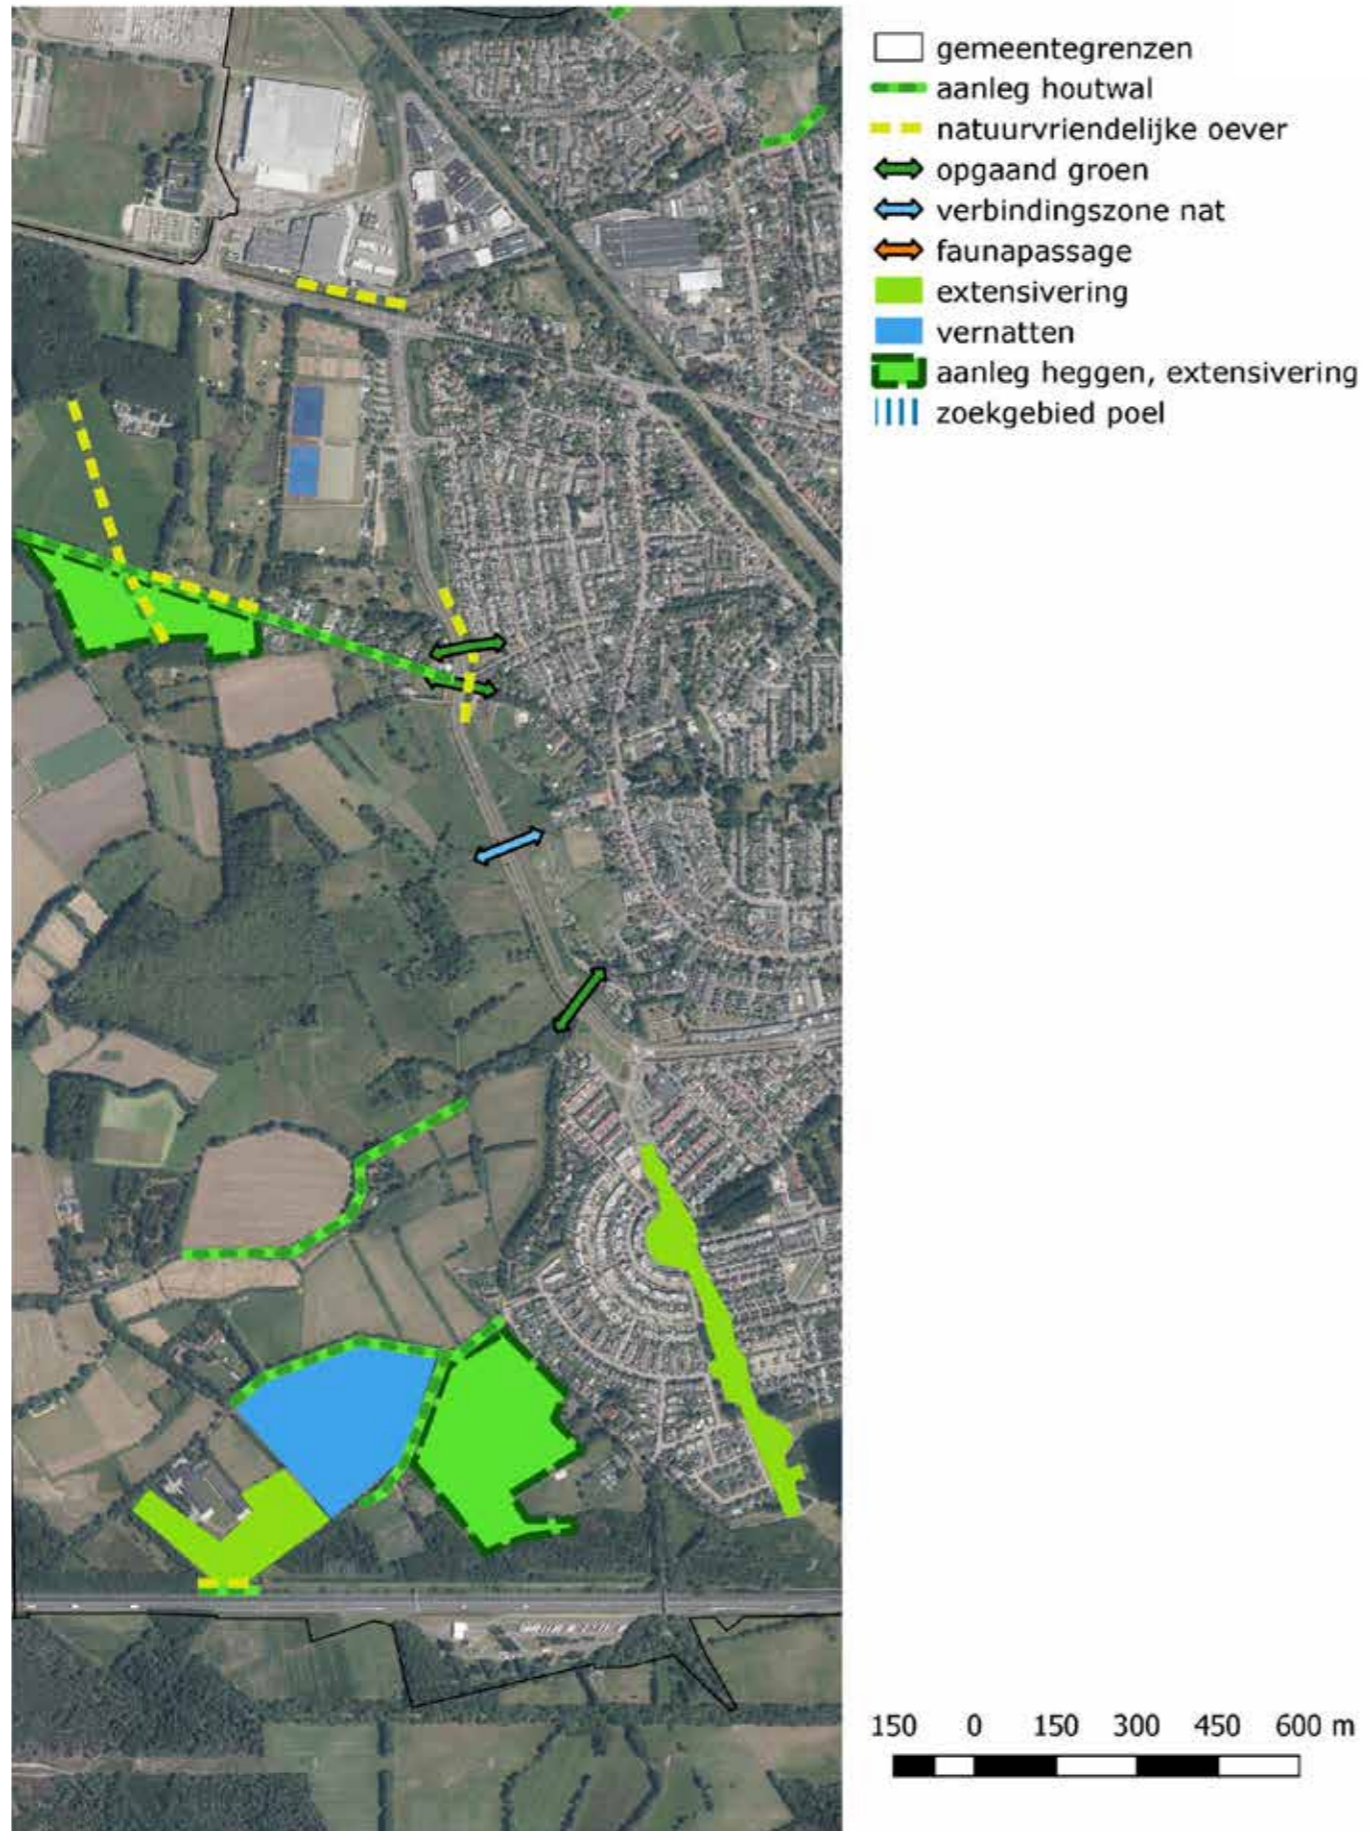 gemeentegrenzen
aanleg houtwal
natuurvriendelijke oever
opgaand groen
verbindingszone nat
faunapassage
extensivering
vernatten
aanleg heggen, extensivering
zoekgebied poel
150 0 150 300 450 600 m